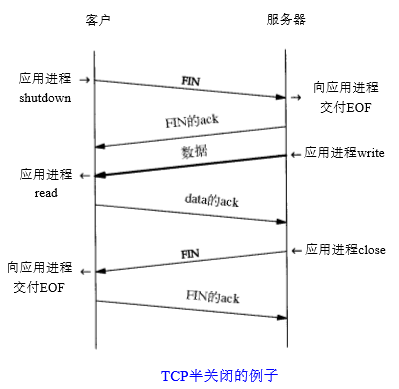 客户
服务器
应用进程
shutdown
FIN
向应用进程
交付EOF
FIN的ack
数据
应用进程write
应用进程
read
data的ack
FIN
应用进程close
向应用进程
交付EOF
FIN的ack
TCP半关闭的例子